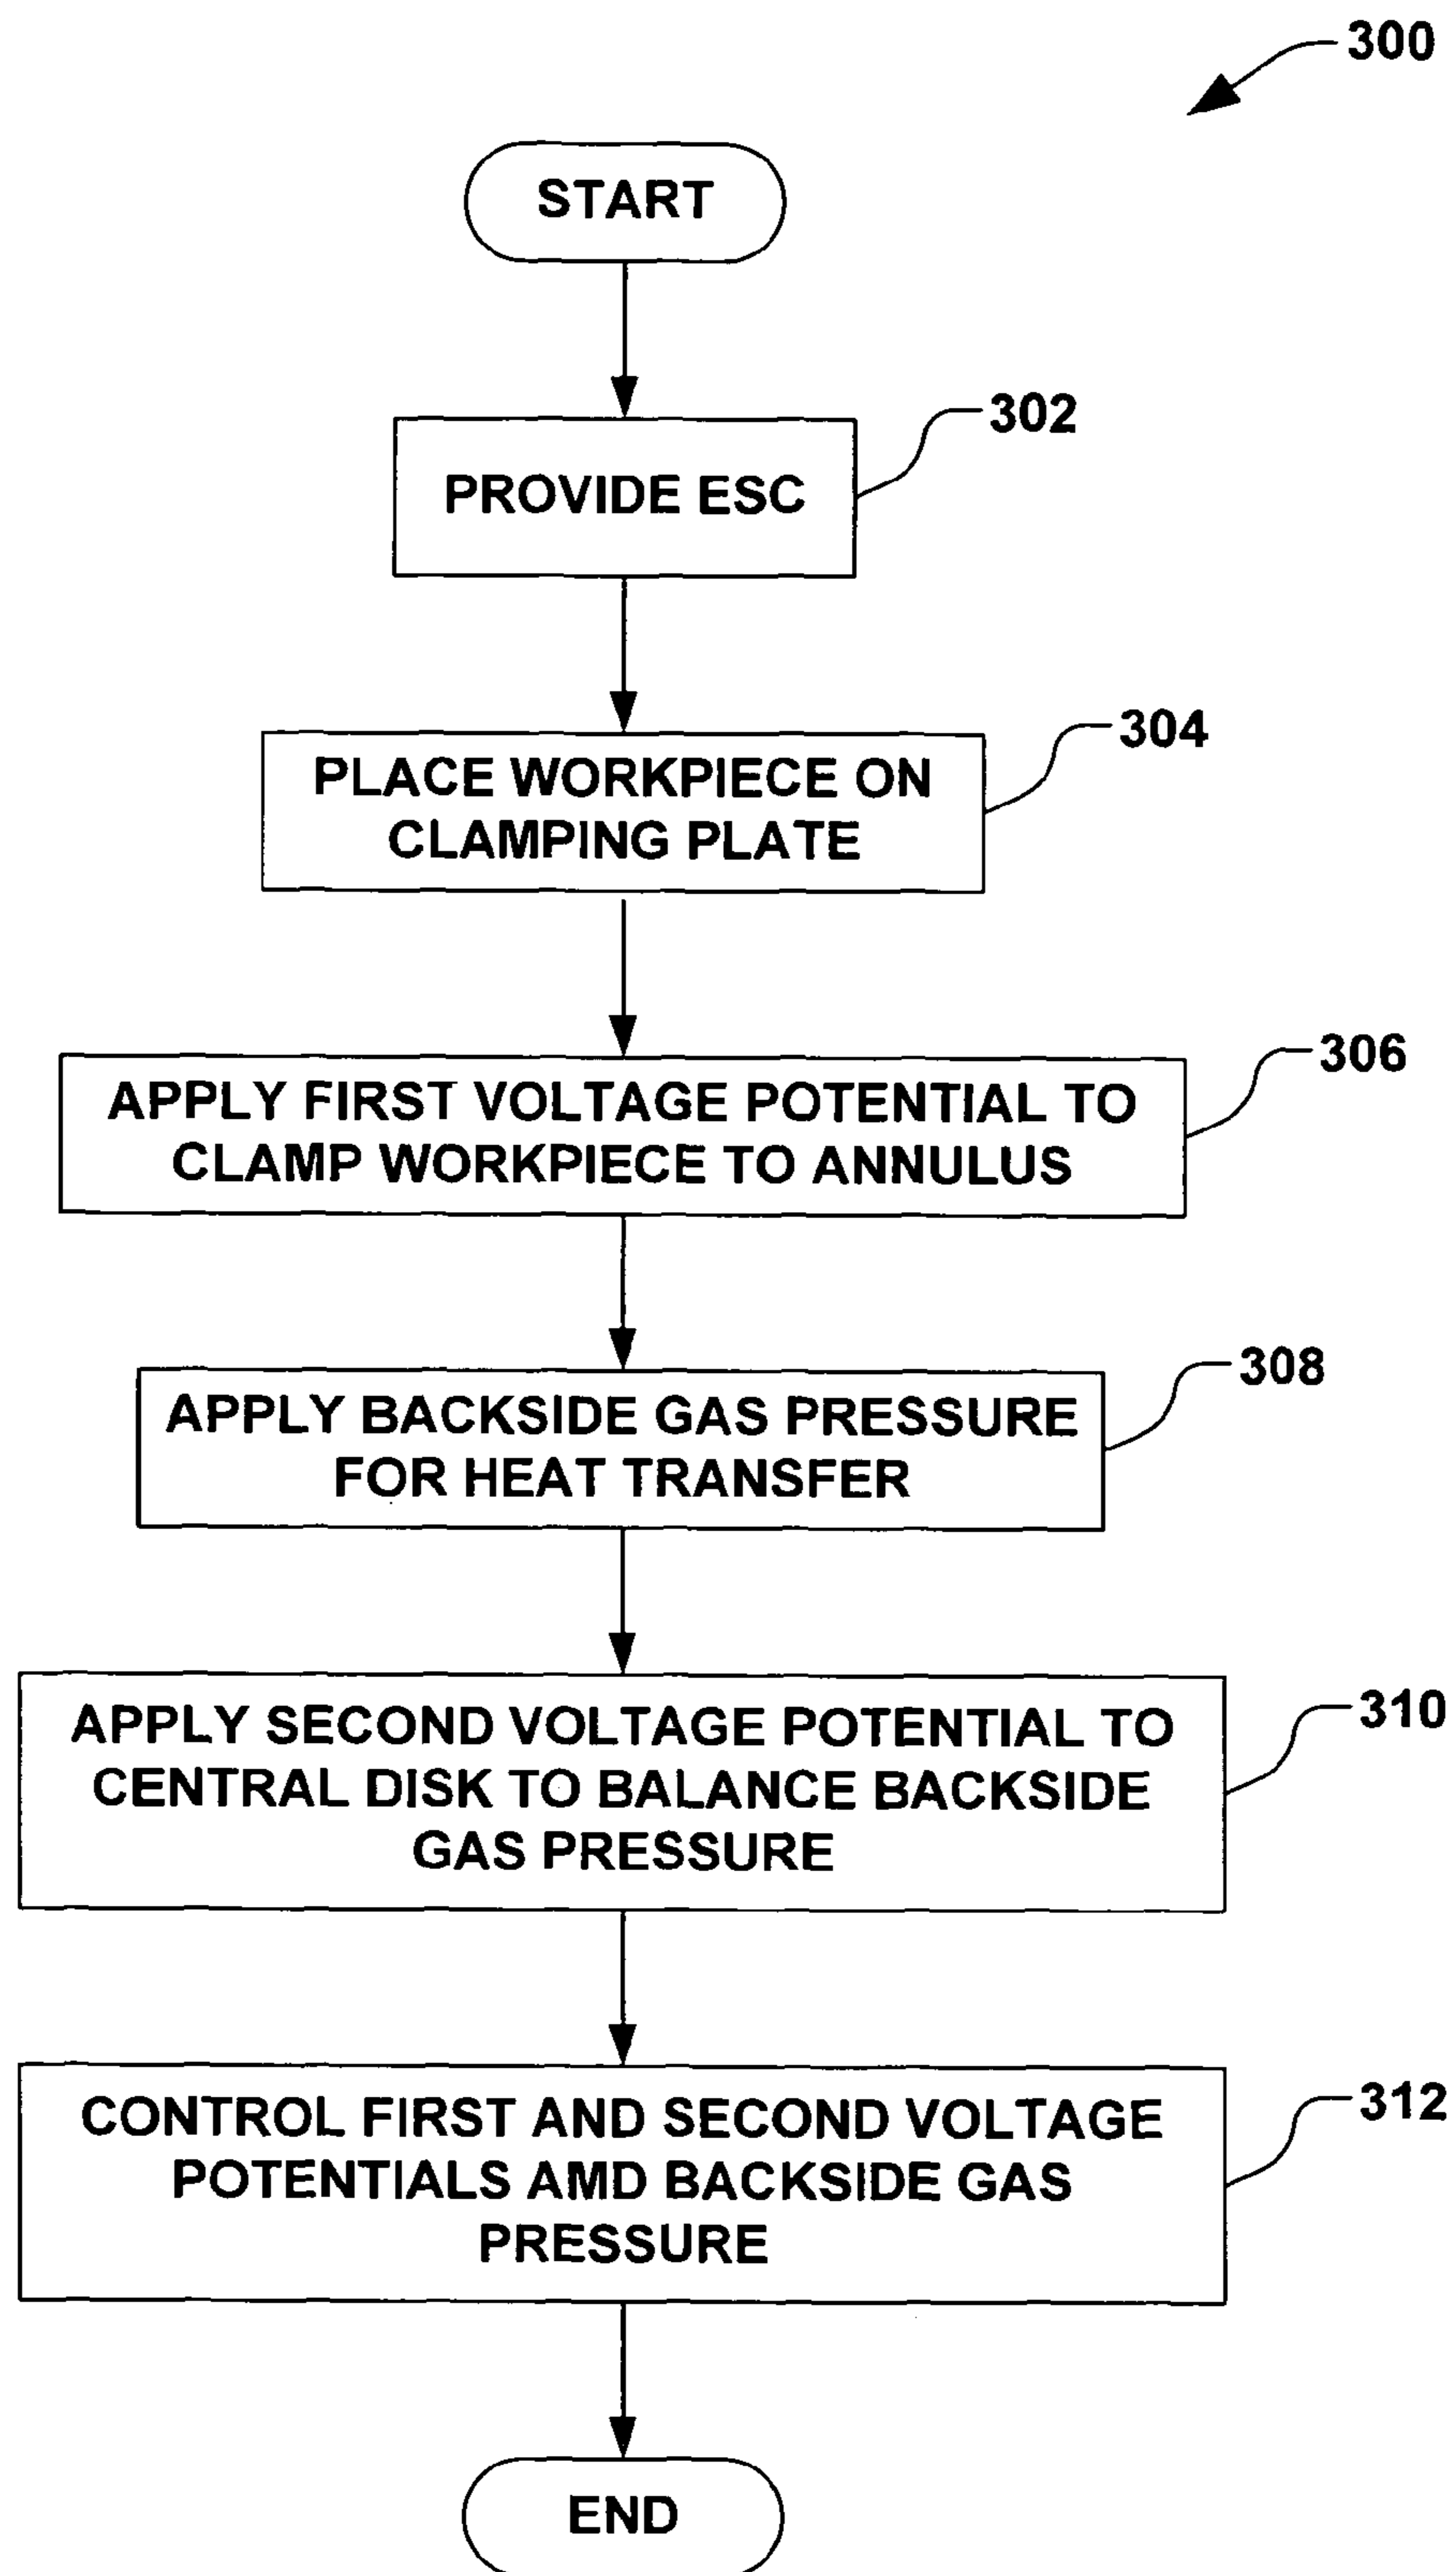 300
START
302
PROVIDE ESC
304
PLACE WORKPIECE ON
CLAMPING PLATE
306
APPLY FIRST VOLTAGE POTENTIAL TO
CLAMP WORKPIECE TO ANNULUS
308
APPLY BACKSIDE GAS PRESSURE
FOR HEAT TRANSFER
310
APPLY SECOND VOLTAGE POTENTIAL TO
CENTRAL DISK TO BALANCE BACKSIDE
GAS PRESSURE
312
CONTROL FIRST AND SECOND VOLTAGE
POTENTIALS AMD BACKSIDE GAS
PRESSURE
END